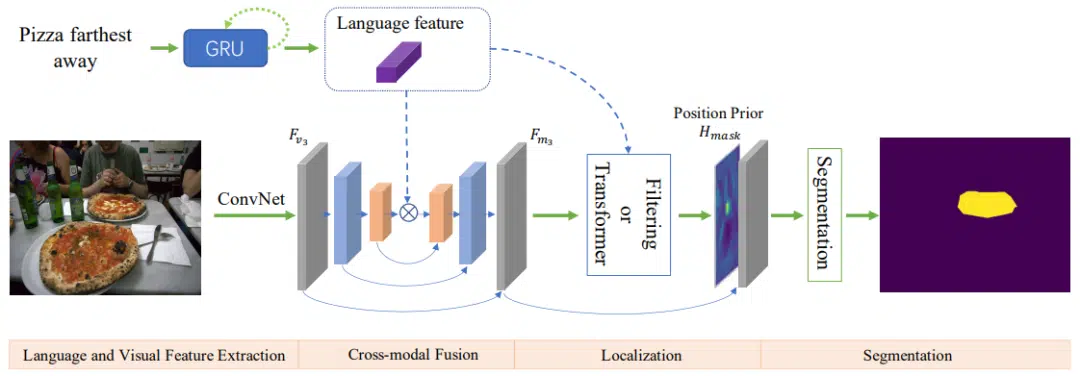 Pizza farthest
away
GRU
Language feature
ConvNet
F_{v_3}
⊗
F_{m_3}
Filtering
or
Transformer
Position Prior
H_{mask}
Segmentation
Language and Visual Feature Extraction
Cross-modal Fusion
Localization
Segmentation